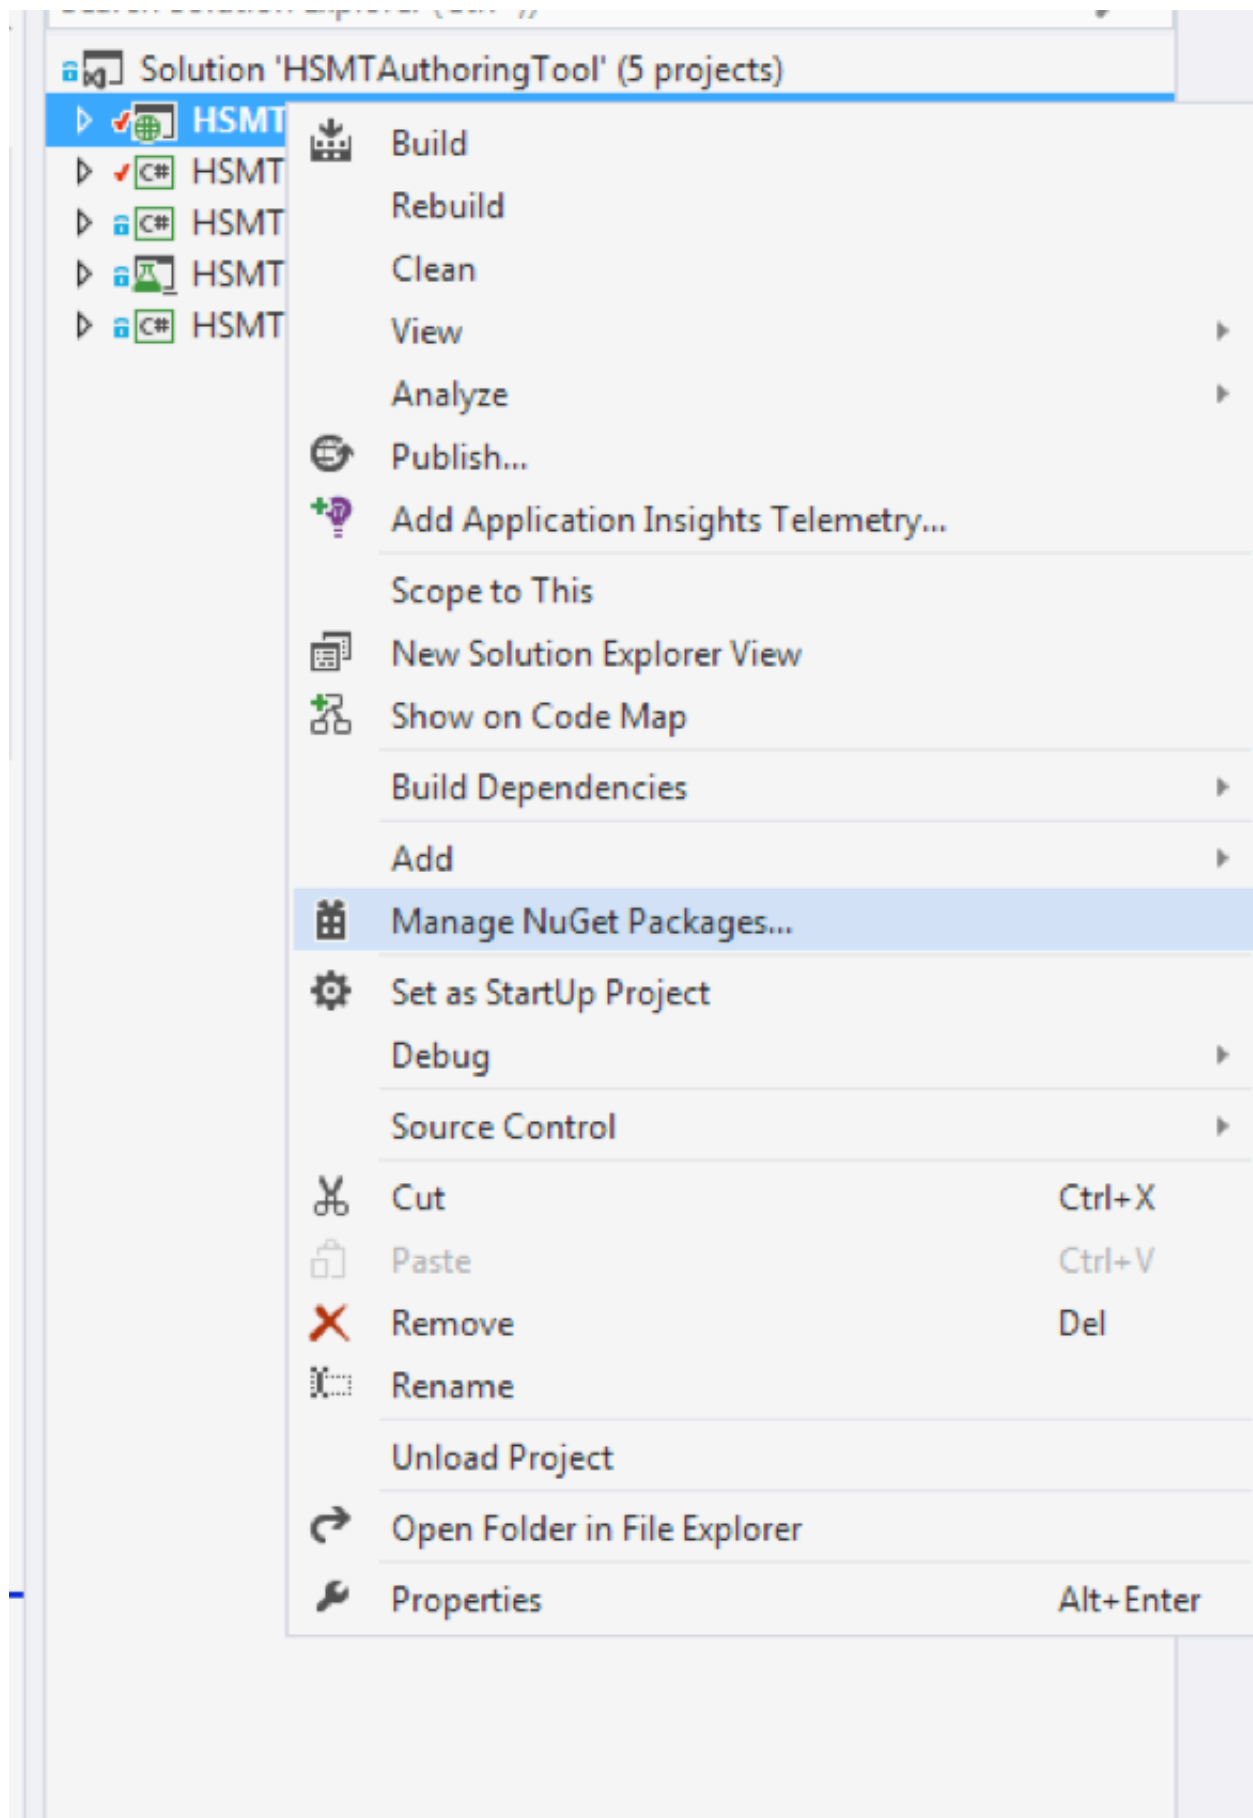 Solution 'HSMTAuthoringTool' (5 projects)
HSMT
HSMT
HSMT
HSMT
HSMT
Build
Rebuild
Clean
View
Analyze
Publish...
Add Application Insights Telemetry...
Scope to This
New Solution Explorer View
Show on Code Map
Build Dependencies
Add
Manage NuGet Packages...
Set as StartUp Project
Debug
Source Control
Cut Ctrl+X
Paste Ctrl+V
Remove Del
Rename
Unload Project
Open Folder in File Explorer
Properties Alt+Enter